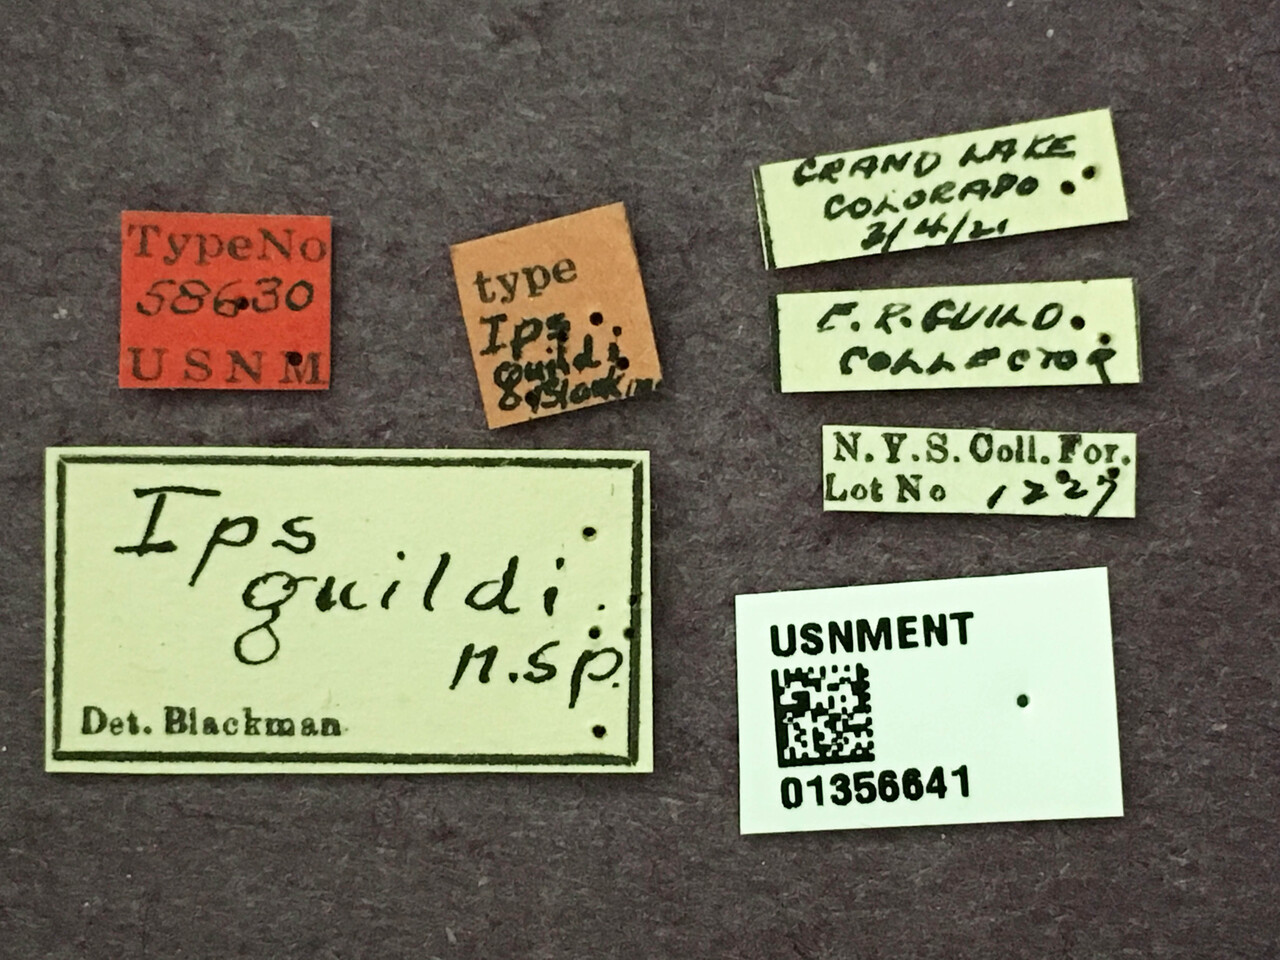 TypeNo
58630
USNM
type
Ips
guildi
Blackm
GRAND LAKE
COLORADO
3/4/21
E. R. GUILD.
COLLECTOR
N.Y.S. Coll. For.
Lot No 1227
Ips
guildi
n.sp.
Det. Blackman
USNMENT
01356641